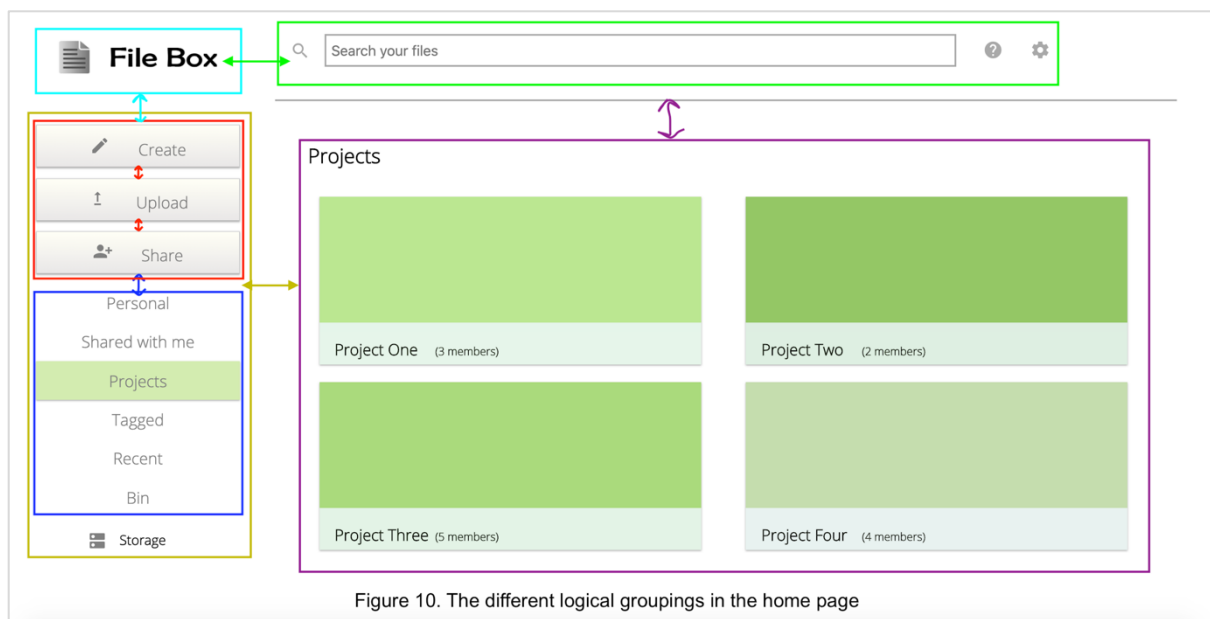 File Box
Search your files
Create
Upload
Share
Personal
Shared with me
Projects
Tagged
Recent
Bin
Storage
Projects
Project One (3 members)
Project Two (2 members)
Project Three (5 members)
Project Four (4 members)
Figure 10. The different logical groupings in the home page